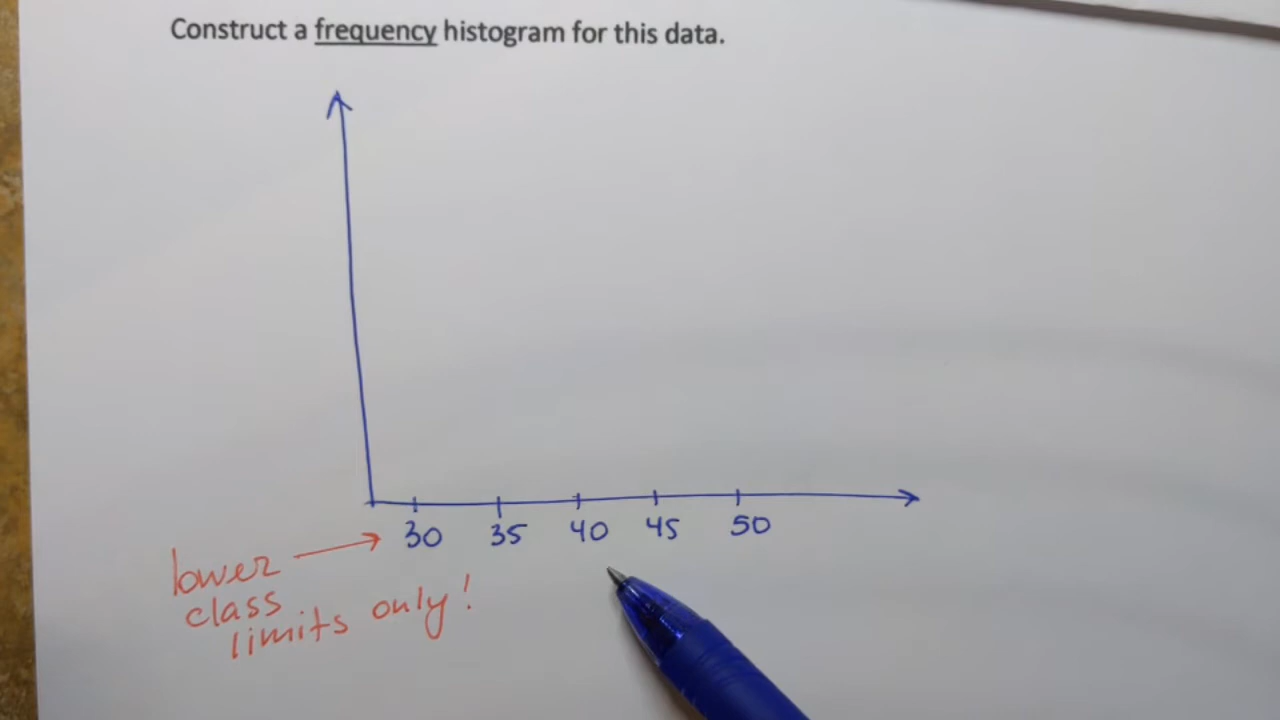 Construct a frequency histogram for this data.
30 35 40 45 50
lower
class
limits only!